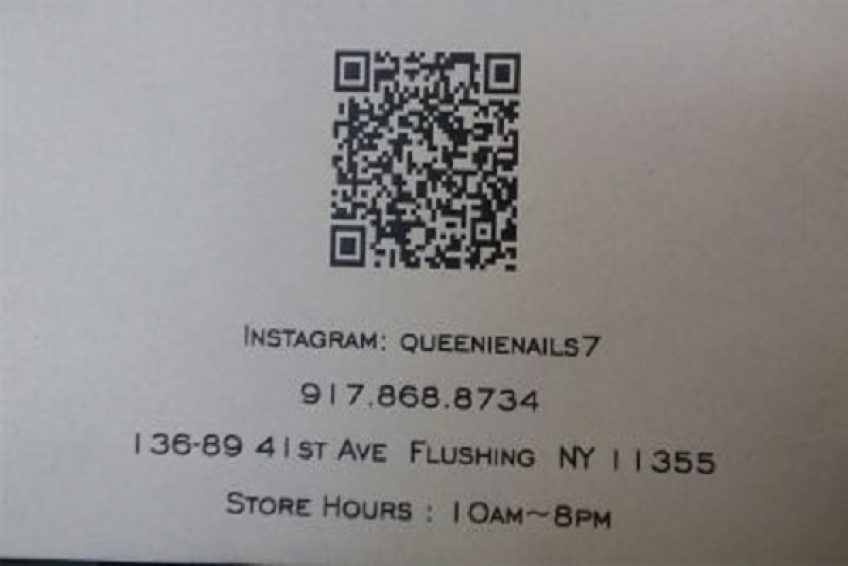 INSTAGRAM: QUEENIENAILS7
917.868.8734
136-89 41ST AVE FLUSHING NY 11355
STORE HOURS : 10AM~8PM